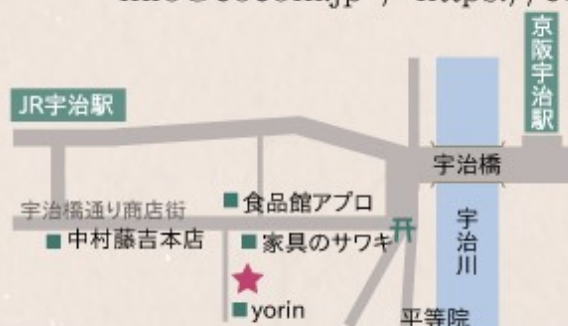 京阪宇治駅
JR宇治駅
宇治橋
食品館アブロ
宇治橋通り商店街
中村藤吉本店
家具のサワキ
宇治川
yorin
平等院